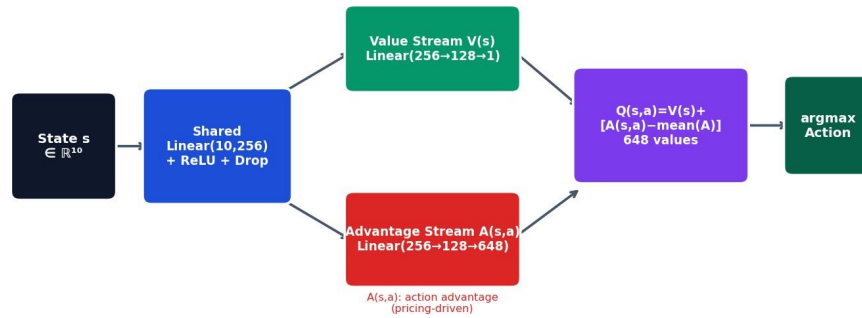 State s
∈ ℝ¹⁰
Shared
Linear(10,256)
+ ReLU + Drop
Value Stream V(s)
Linear(256→128→1)
Advantage Stream A(s,a)
Linear(256→128→648)
A(s,a): action advantage
(pricing-driven)
Q(s,a)=V(s)+
[A(s,a)−mean(A)]
648 values
argmax
Action